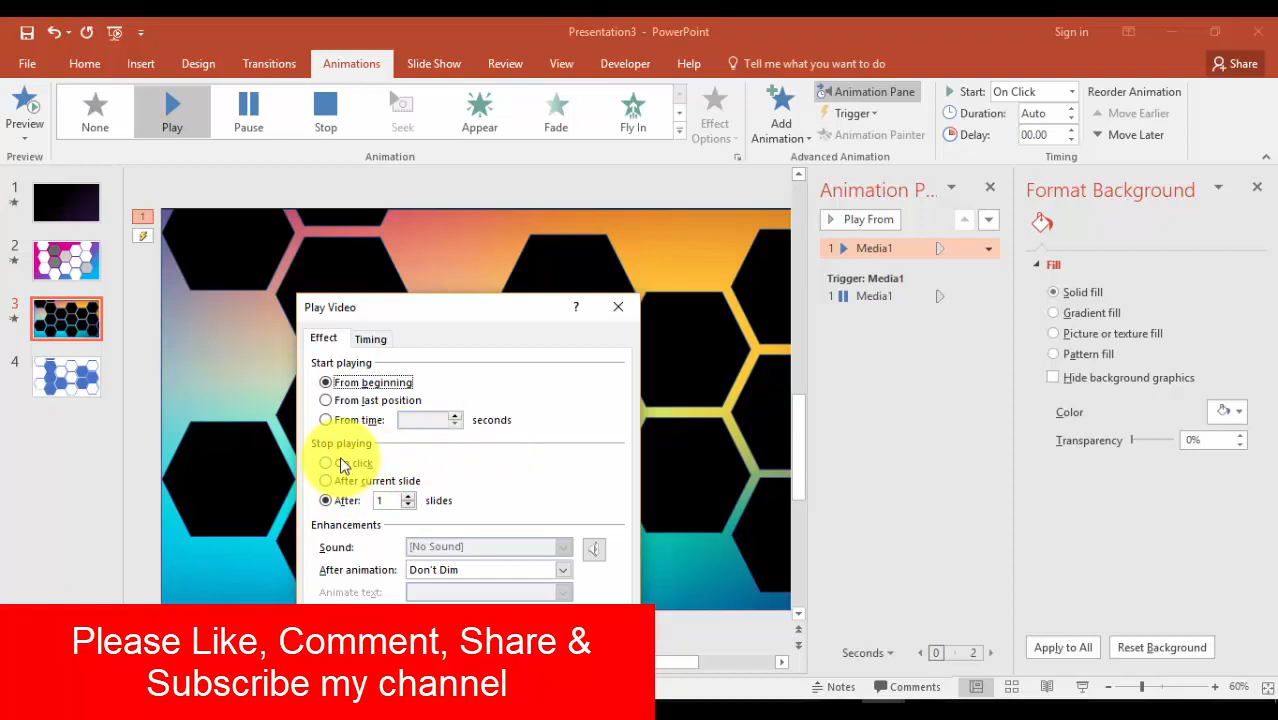 Presentation3 - PowerPoint
Sign in
File Home Insert Design Transitions Animations Slide Show Review View Developer Help Tell me what you want to do Share
Preview
None Play Pause Stop Seek Appear Fade Fly In
Effect Options
Add Animation
Animation Pane
Trigger
Animation Painter
Start: On Click
Duration: Auto
Delay: 00.00
Reorder Animation
Move Earlier
Move Later
Preview Animation Advanced Animation Timing
1
2
3
4
1
Play Video
?
Effect Timing
Start playing
From beginning
From last position
From time: seconds
Stop playing
On click
After current slide
After: 1 slides
Enhancements
Sound: [No Sound]
After animation: Don't Dim
Animate text:
Animation P...
Play From
1 Media1
Trigger: Media1
1 Media1
Seconds 0 2
Format Background
Fill
Solid fill
Gradient fill
Picture or texture fill
Pattern fill
Hide background graphics
Color
Transparency 0%
Apply to All Reset Background
Notes Comments 60%
Please Like, Comment, Share &
Subscribe my channel